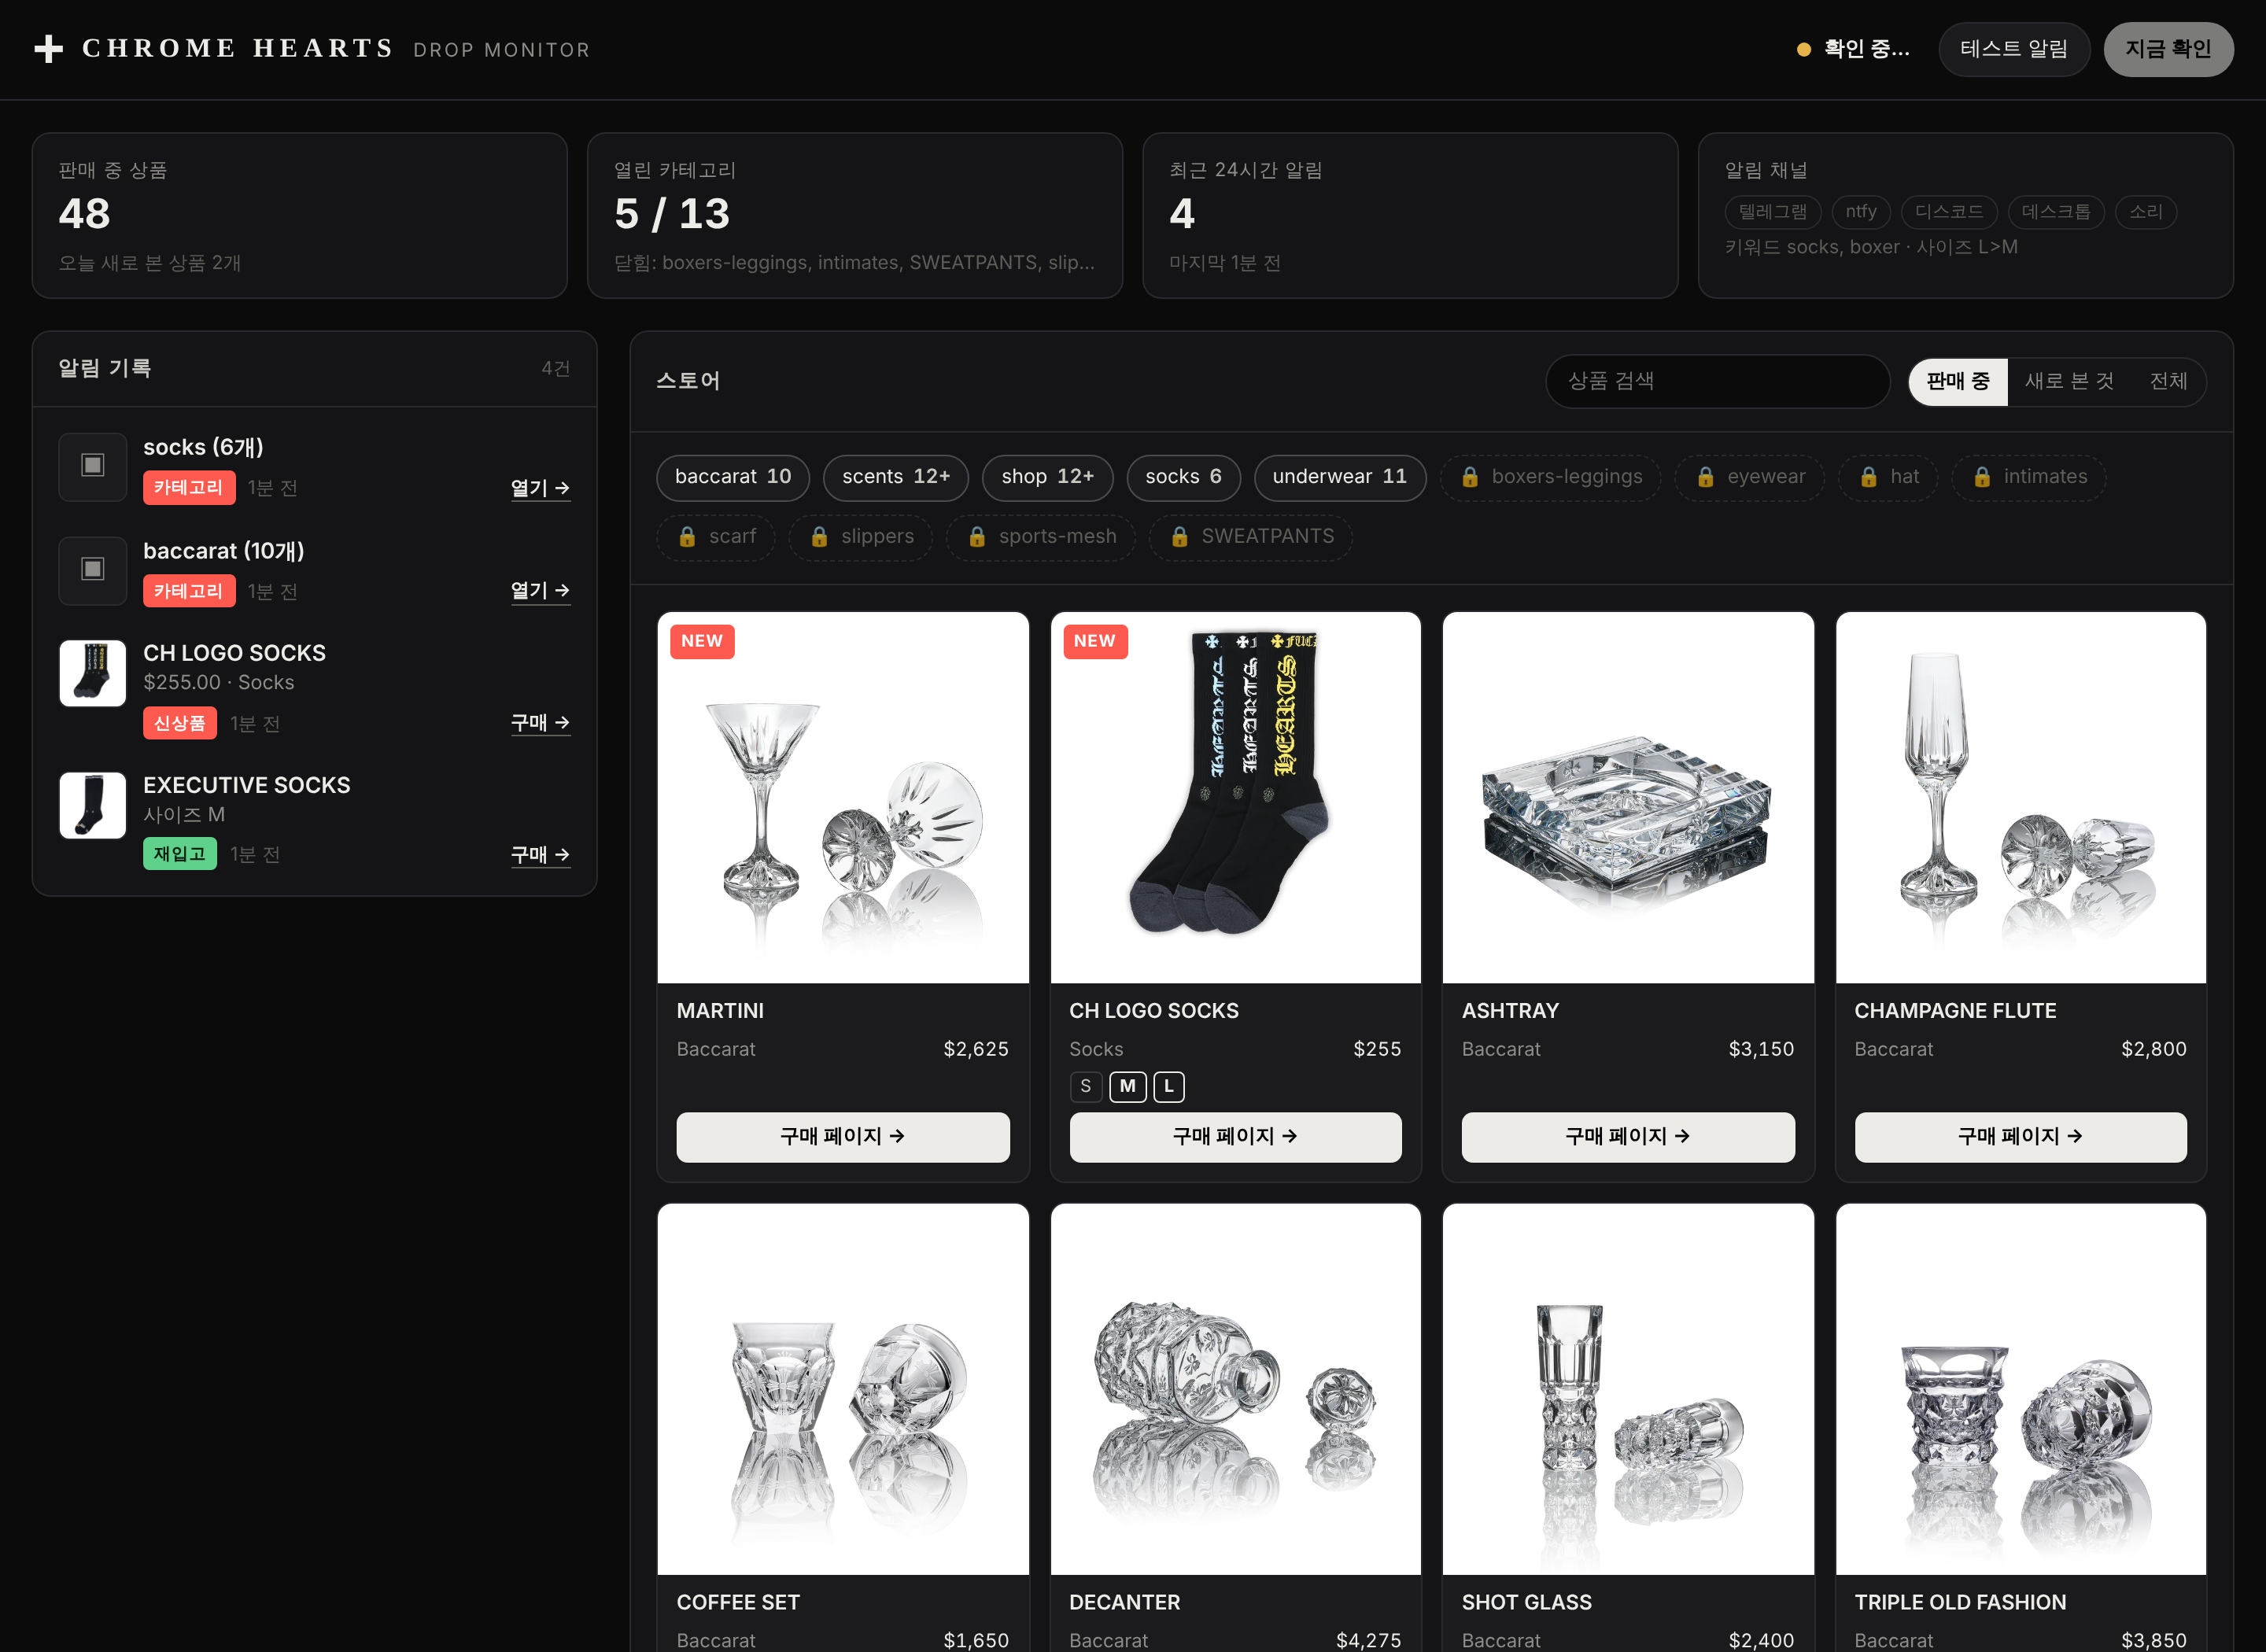 CHROME HEARTS DROP MONITOR
확인 중...
테스트 알림
지금 확인
판매 중 상품
48
오늘 새로 본 상품 2개
열린 카테고리
5 / 13
닫힘: boxers-leggings, intimates, SWEATPANTS, slip...
최근 24시간 알림
4
마지막 1분 전
알림 채널
텔레그램 ntfy 디스코드 데스크톱 소리
키워드 socks, boxer · 사이즈 L>M
알림 기록 4건
socks (6개)
카테고리 1분 전 열기 →
baccarat (10개)
카테고리 1분 전 열기 →
CH LOGO SOCKS
$255.00 · Socks
신상품 1분 전 구매 →
EXECUTIVE SOCKS
사이즈 M
재입고 1분 전 구매 →
스토어
상품 검색
판매 중 새로 본 것 전체
baccarat 10 scents 12+ shop 12+ socks 6 underwear 11 boxers-leggings eyewear hat intimates
scarf slippers sports-mesh SWEATPANTS
NEW
MARTINI
Baccarat $2,625
구매 페이지 →
NEW
HEARTS
CH LOGO SOCKS
Socks $255
S M L
구매 페이지 →
ASHTRAY
Baccarat $3,150
구매 페이지 →
CHAMPAGNE FLUTE
Baccarat $2,800
구매 페이지 →
COFFEE SET
Baccarat $1,650
DECANTER
Baccarat $4,275
SHOT GLASS
Baccarat $2,400
TRIPLE OLD FASHION
Baccarat $3,850